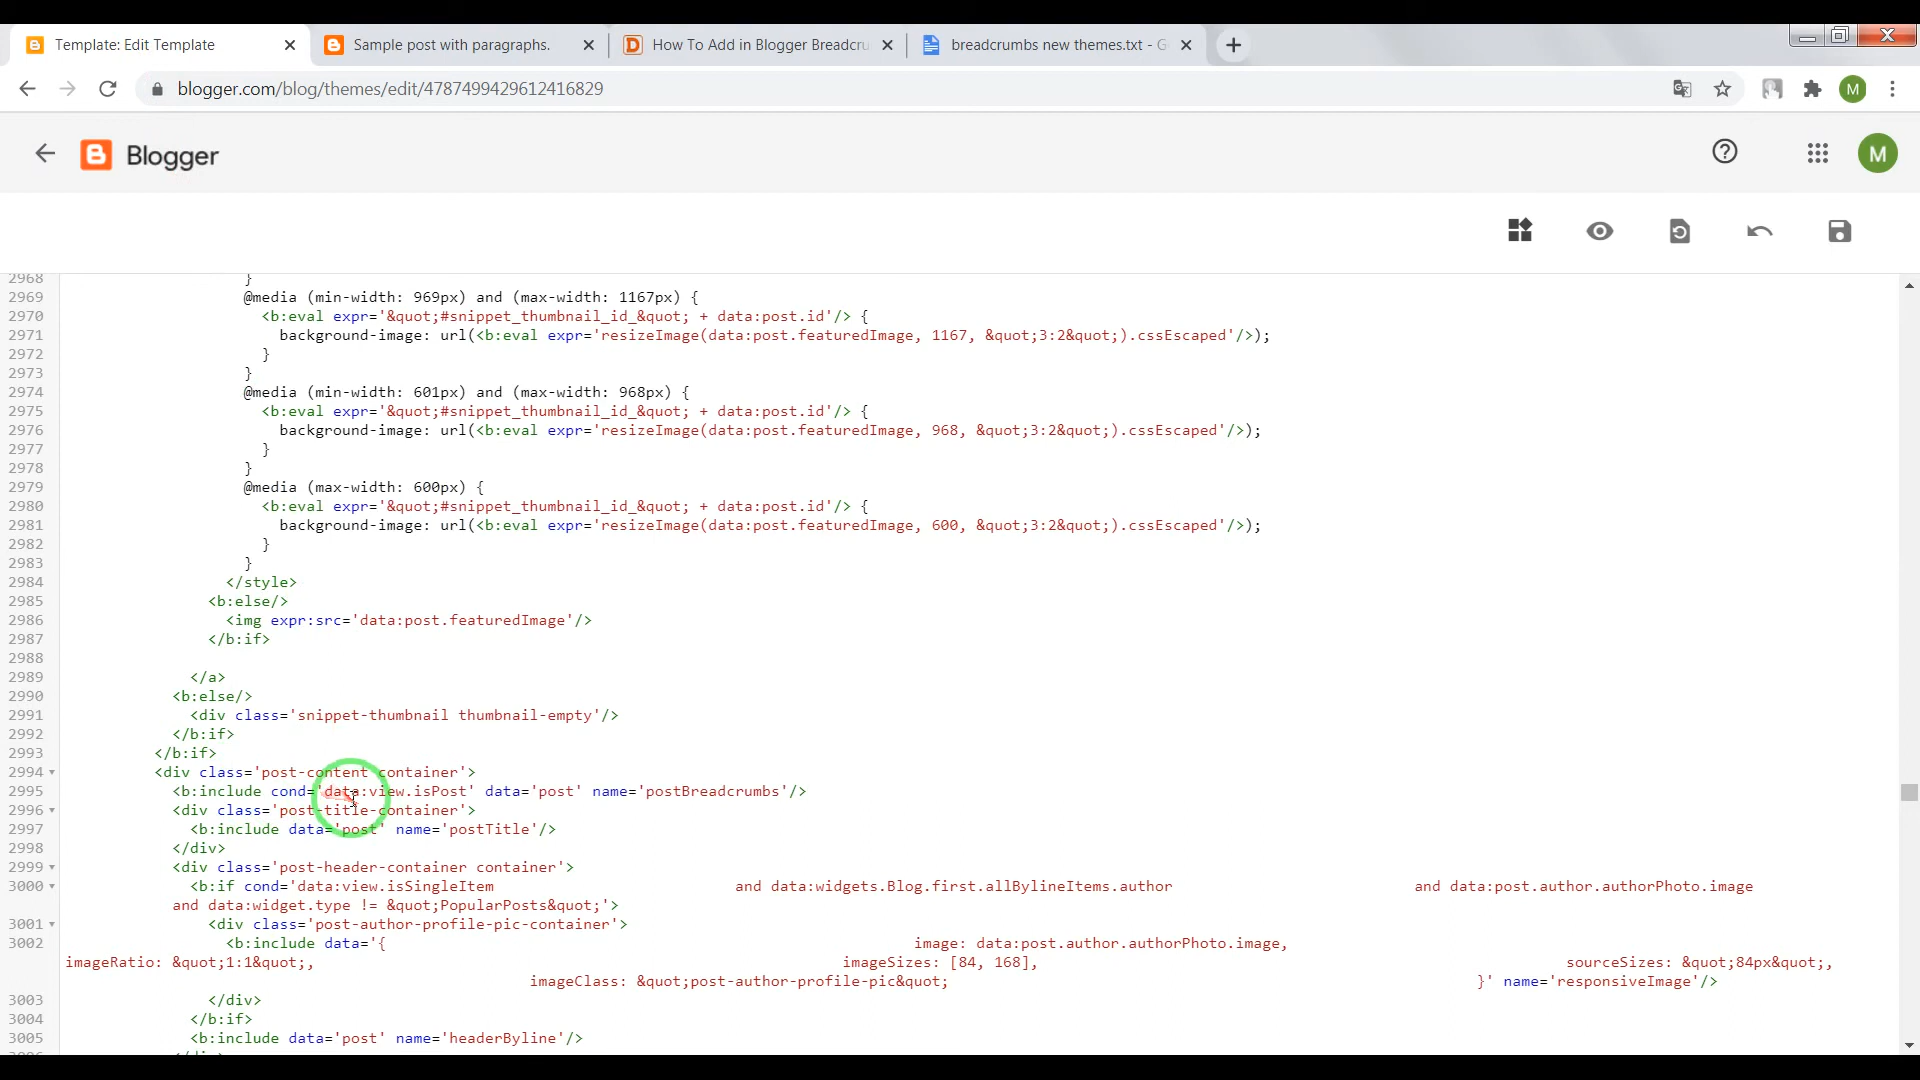 Template: Edit Template
Sample post with paragraphs.
How To Add in Blogger Breadcru
breadcrumbs new themes.txt - G
blogger.com/blog/themes/edit/4787499429612416829
M
Blogger
M
2968 }
2969 @media (min-width: 969px) and (max-width: 1167px) {
2970 <b:eval expr='&quot;#snippet_thumbnail_id_&quot; + data:post.id'/> {
2971 background-image: url(<b:eval expr='resizeImage(data:post.featuredImage, 1167, &quot;3:2&quot;).cssEscaped'/>);
2972 }
2973 }
2974 @media (min-width: 601px) and (max-width: 968px) {
2975 <b:eval expr='&quot;#snippet_thumbnail_id_&quot; + data:post.id'/> {
2976 background-image: url(<b:eval expr='resizeImage(data:post.featuredImage, 968, &quot;3:2&quot;).cssEscaped'/>);
2977 }
2978 }
2979 @media (max-width: 600px) {
2980 <b:eval expr='&quot;#snippet_thumbnail_id_&quot; + data:post.id'/> {
2981 background-image: url(<b:eval expr='resizeImage(data:post.featuredImage, 600, &quot;3:2&quot;).cssEscaped'/>);
2982 }
2983 }
2984 </style>
2985 <b:else/>
2986 <img expr:src='data:post.featuredImage'/>
2987 </b:if>
2988
2989 </a>
2990 <b:else/>
2991 <div class='snippet-thumbnail thumbnail-empty'/>
2992 </b:if>
2993 </b:if>
2994 <div class='post-content container'>
2995 <b:include cond='data:view.isPost' data='post' name='postBreadcrumbs'/>
2996 <div class='post-title-container'>
2997 <b:include data='post' name='postTitle'/>
2998 </div>
2999 <div class='post-header-container container'>
3000 <b:if cond='data:view.isSingleItem and data:widgets.Blog.first.allBylineItems.author and data:post.author.authorPhoto.image
and data:widget.type != &quot;PopularPosts&quot;'>
3001 <div class='post-author-profile-pic-container'>
3002 <b:include data='{ image: data:post.author.authorPhoto.image,
imageRatio: &quot;1:1&quot;, imageSizes: [84, 168], sourceSizes: &quot;84px&quot;,
imageClass: &quot;post-author-profile-pic&quot; }' name='responsiveImage'/>
3003 </div>
3004 </b:if>
3005 <b:include data='post' name='headerByline'/>